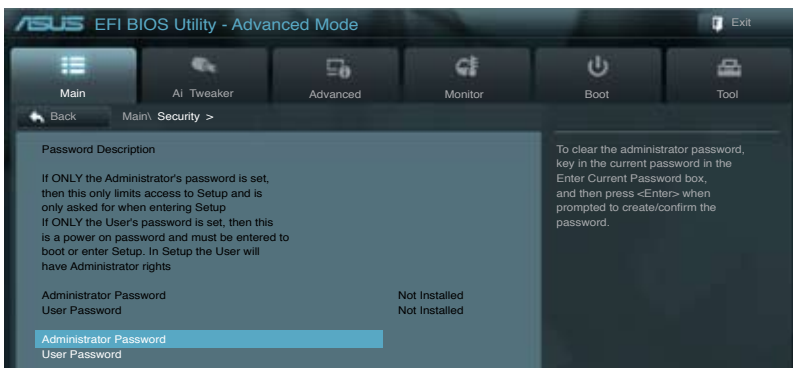 ASUS EFI BIOS Utility - Advanced Mode
Exit
Main
Ai Tweaker
Advanced
Monitor
Boot
Tool
Back
Main\ Security >
Password Description
If ONLY the Administrator's password is set,
then this only limits access to Setup and is
only asked for when entering Setup
If ONLY the User's password is set, then this
is a power on password and must be entered to
boot or enter Setup. In Setup the User will
have Administrator rights
Administrator Password Not Installed
User Password Not Installed
Administrator Password
User Password
To clear the administrator password,
key in the current password in the
Enter Current Password box,
and then press <Enter> when
prompted to create/confirm the
password.